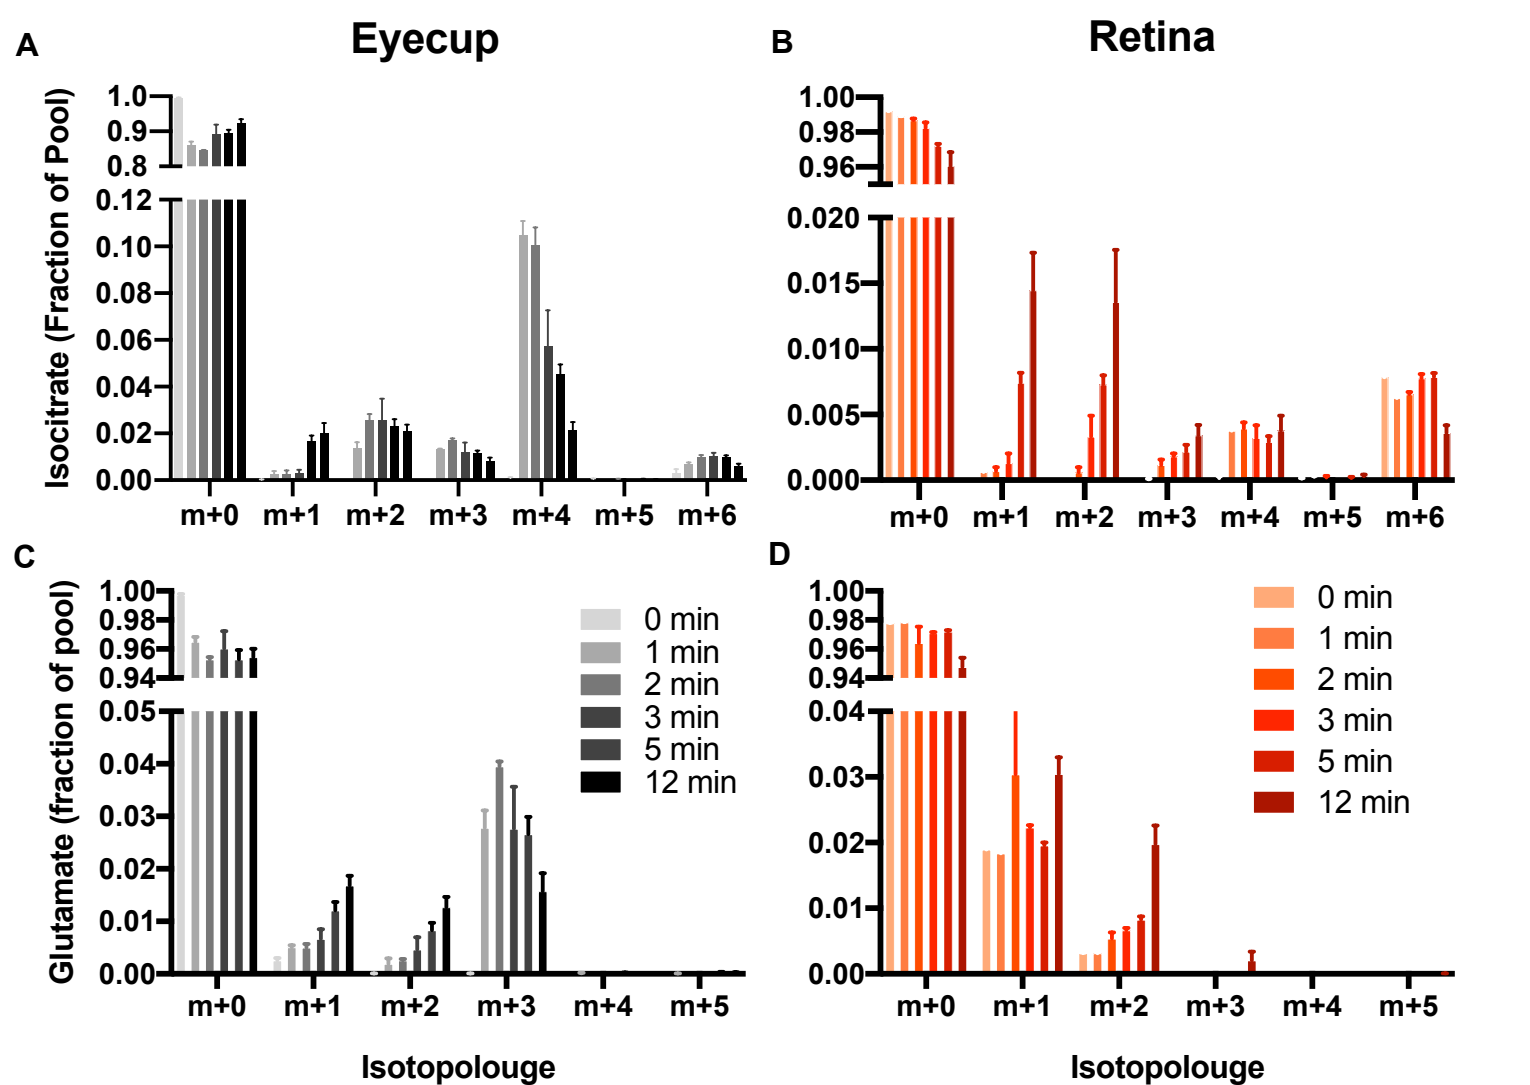 A
Eyecup
B
Retina
Isocitrate (Fraction of Pool)
1.0
0.9
0.8
0.12
0.10
0.08
0.06
0.04
0.02
0.00
m+0 m+1 m+2 m+3 m+4 m+5 m+6
1.00
0.98
0.96
0.020
0.015
0.010
0.005
0.000
m+0 m+1 m+2 m+3 m+4 m+5 m+6
C
Glutamate (fraction of pool)
1.00
0.98
0.96
0.94
0.05
0.04
0.03
0.02
0.01
0.00
0 min
1 min
2 min
3 min
5 min
12 min
m+0 m+1 m+2 m+3 m+4 m+5
Isotopolouge
D
1.00
0.98
0.96
0.94
0.04
0.03
0.02
0.01
0.00
0 min
1 min
2 min
3 min
5 min
12 min
m+0 m+1 m+2 m+3 m+4 m+5
Isotopolouge